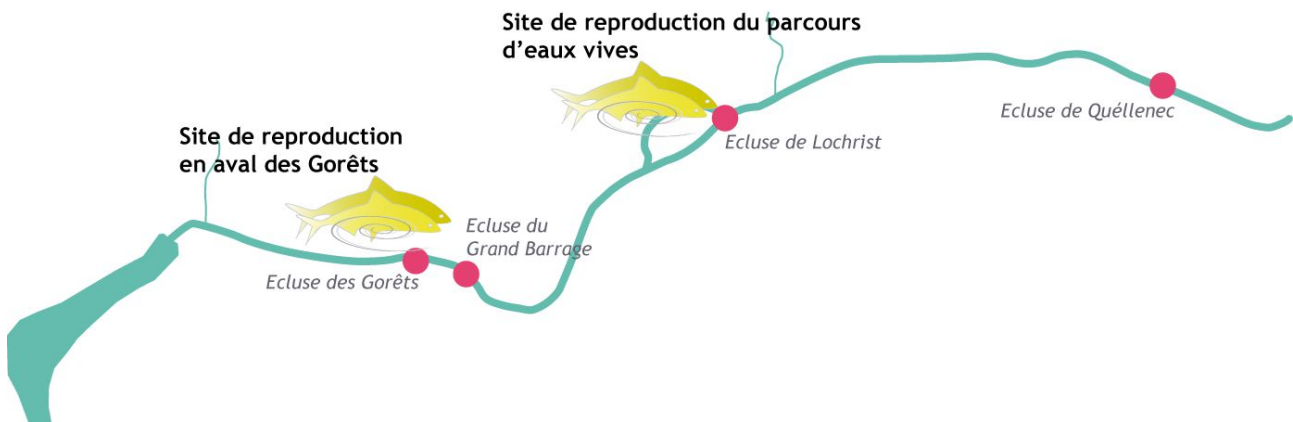 Site de reproduction du parcours
d'eaux vives
Ecluse de Quéllenec
Ecluse de Lochrist
Site de reproduction
en aval des Gorêts
Ecluse du
Grand Barrage
Ecluse des Gorêts